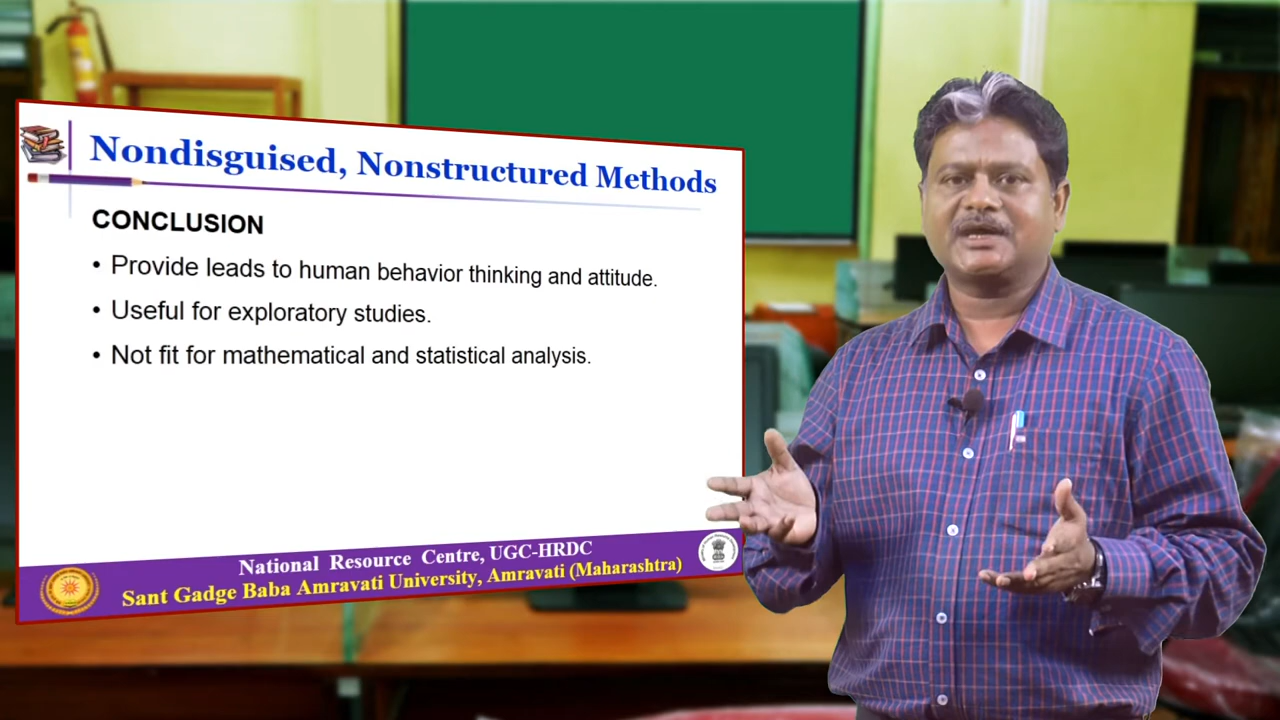 Nondisguised, Nonstructured Methods
CONCLUSION
• Provide leads to human behavior thinking and attitude.
• Useful for exploratory studies.
• Not fit for mathematical and statistical analysis.
National Resource Centre, UGC-HRDC
Sant Gadge Baba Amravati University, Amravati (Maharashtra)